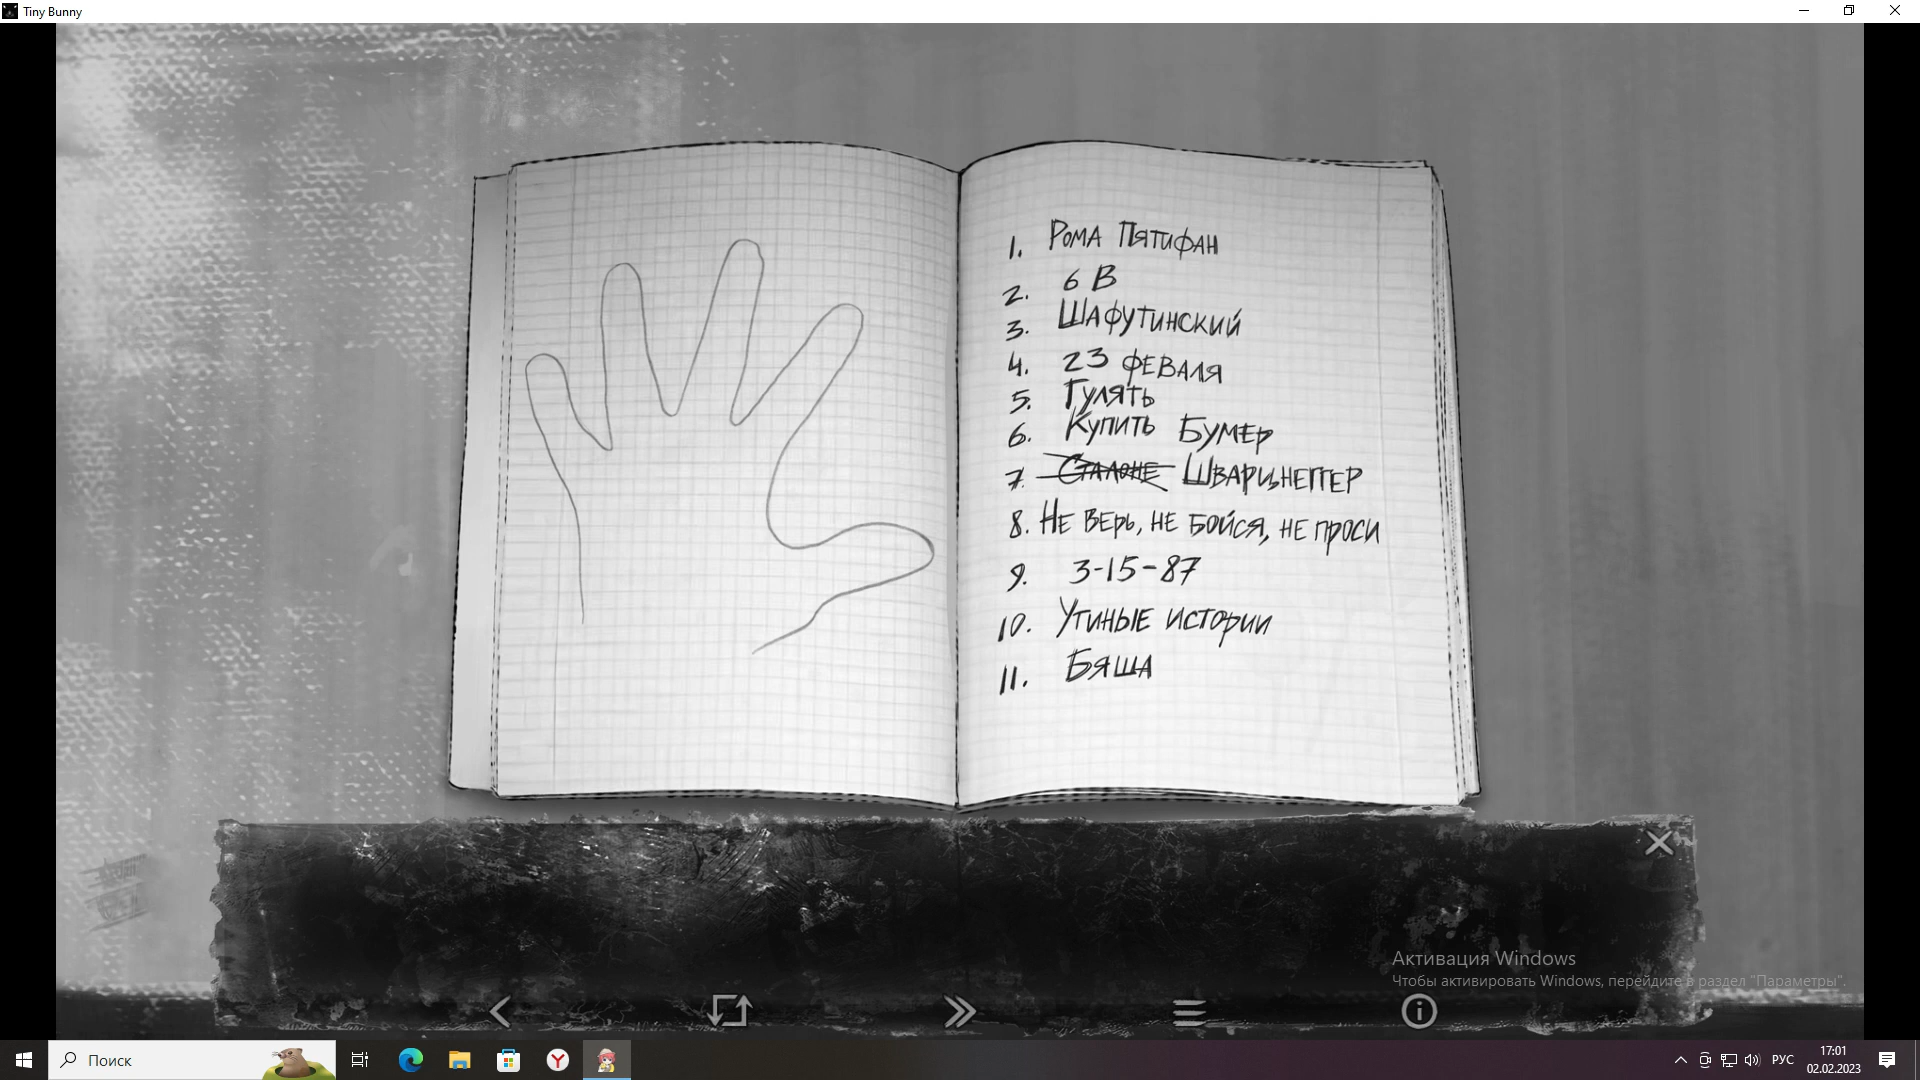 Tiny Bunny
1. Рома Пятифан
2. 6 В
3. Шафутинский
4. 23 феваля
5. Гулять
6. Купить Бумер
7. Сталоне Шварцнеггер
8. Не верь, не бойся, не проси
9. 3-15-87
10. Утиные истории
11. Бяша
Активация Windows
Чтобы активировать Windows, перейдите в раздел "Параметры".
Поиск
РУС
17:01
02.02.2023